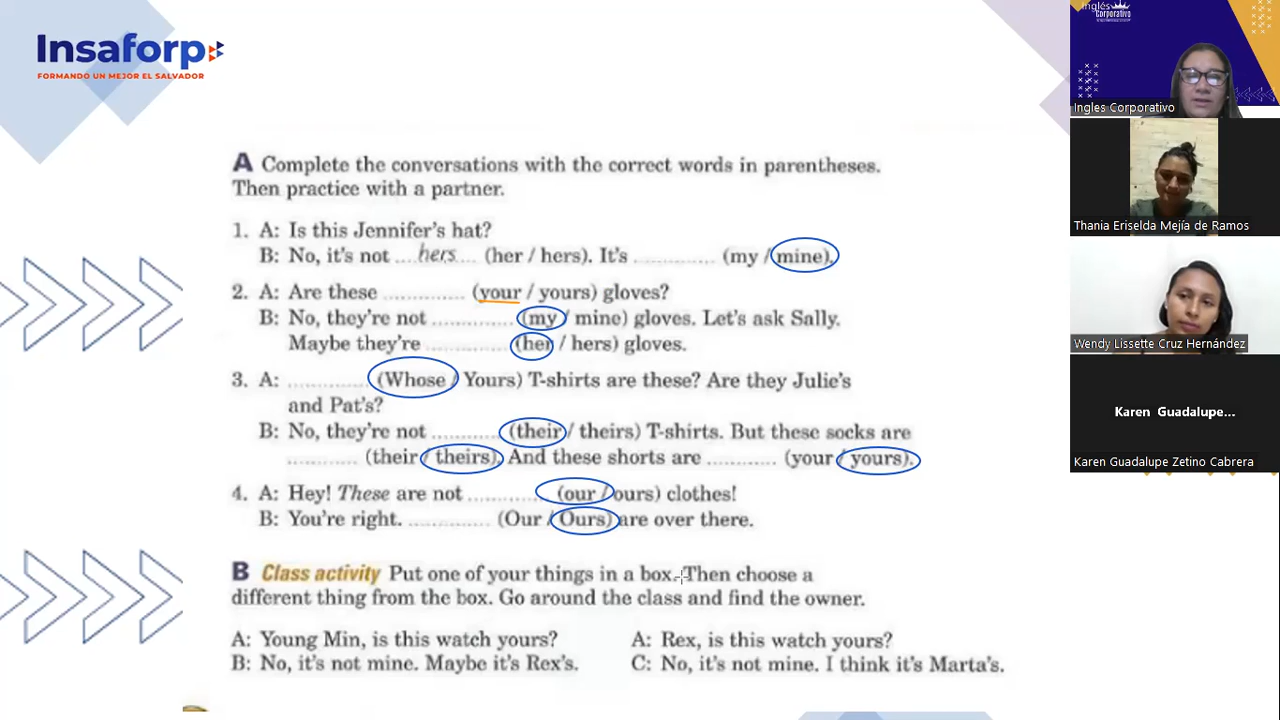 Insaforp
FORMANDO UN MEJOR EL SALVADOR
A Complete the conversations with the correct words in parentheses.
Then practice with a partner.
1. A: Is this Jennifer's hat?
B: No, it's not ....hers.... (her / hers). It's .............. (my / mine).
2. A: Are these .............. (your / yours) gloves?
B: No, they're not .............. (my / mine) gloves. Let's ask Sally.
Maybe they're .............. (her / hers) gloves.
3. A: .............. (Whose / Yours) T-shirts are these? Are they Julie's
and Pat's?
B: No, they're not .............. (their / theirs) T-shirts. But these socks are
.............. (their / theirs). And these shorts are .............. (your / yours).
4. A: Hey! These are not .............. (our / ours) clothes!
B: You're right. .............. (Our / Ours) are over there.
B Class activity Put one of your things in a box. Then choose a
different thing from the box. Go around the class and find the owner.
A: Young Min, is this watch yours?
B: No, it's not mine. Maybe it's Rex's.
A: Rex, is this watch yours?
C: No, it's not mine. I think it's Marta's.
Inglés
corporativo
Ingles Corporativo
Thania Eriselda Mejía de Ramos
Wendy Lissette Cruz Hernández
Karen Guadalupe...
Karen Guadalupe Zetino Cabrera